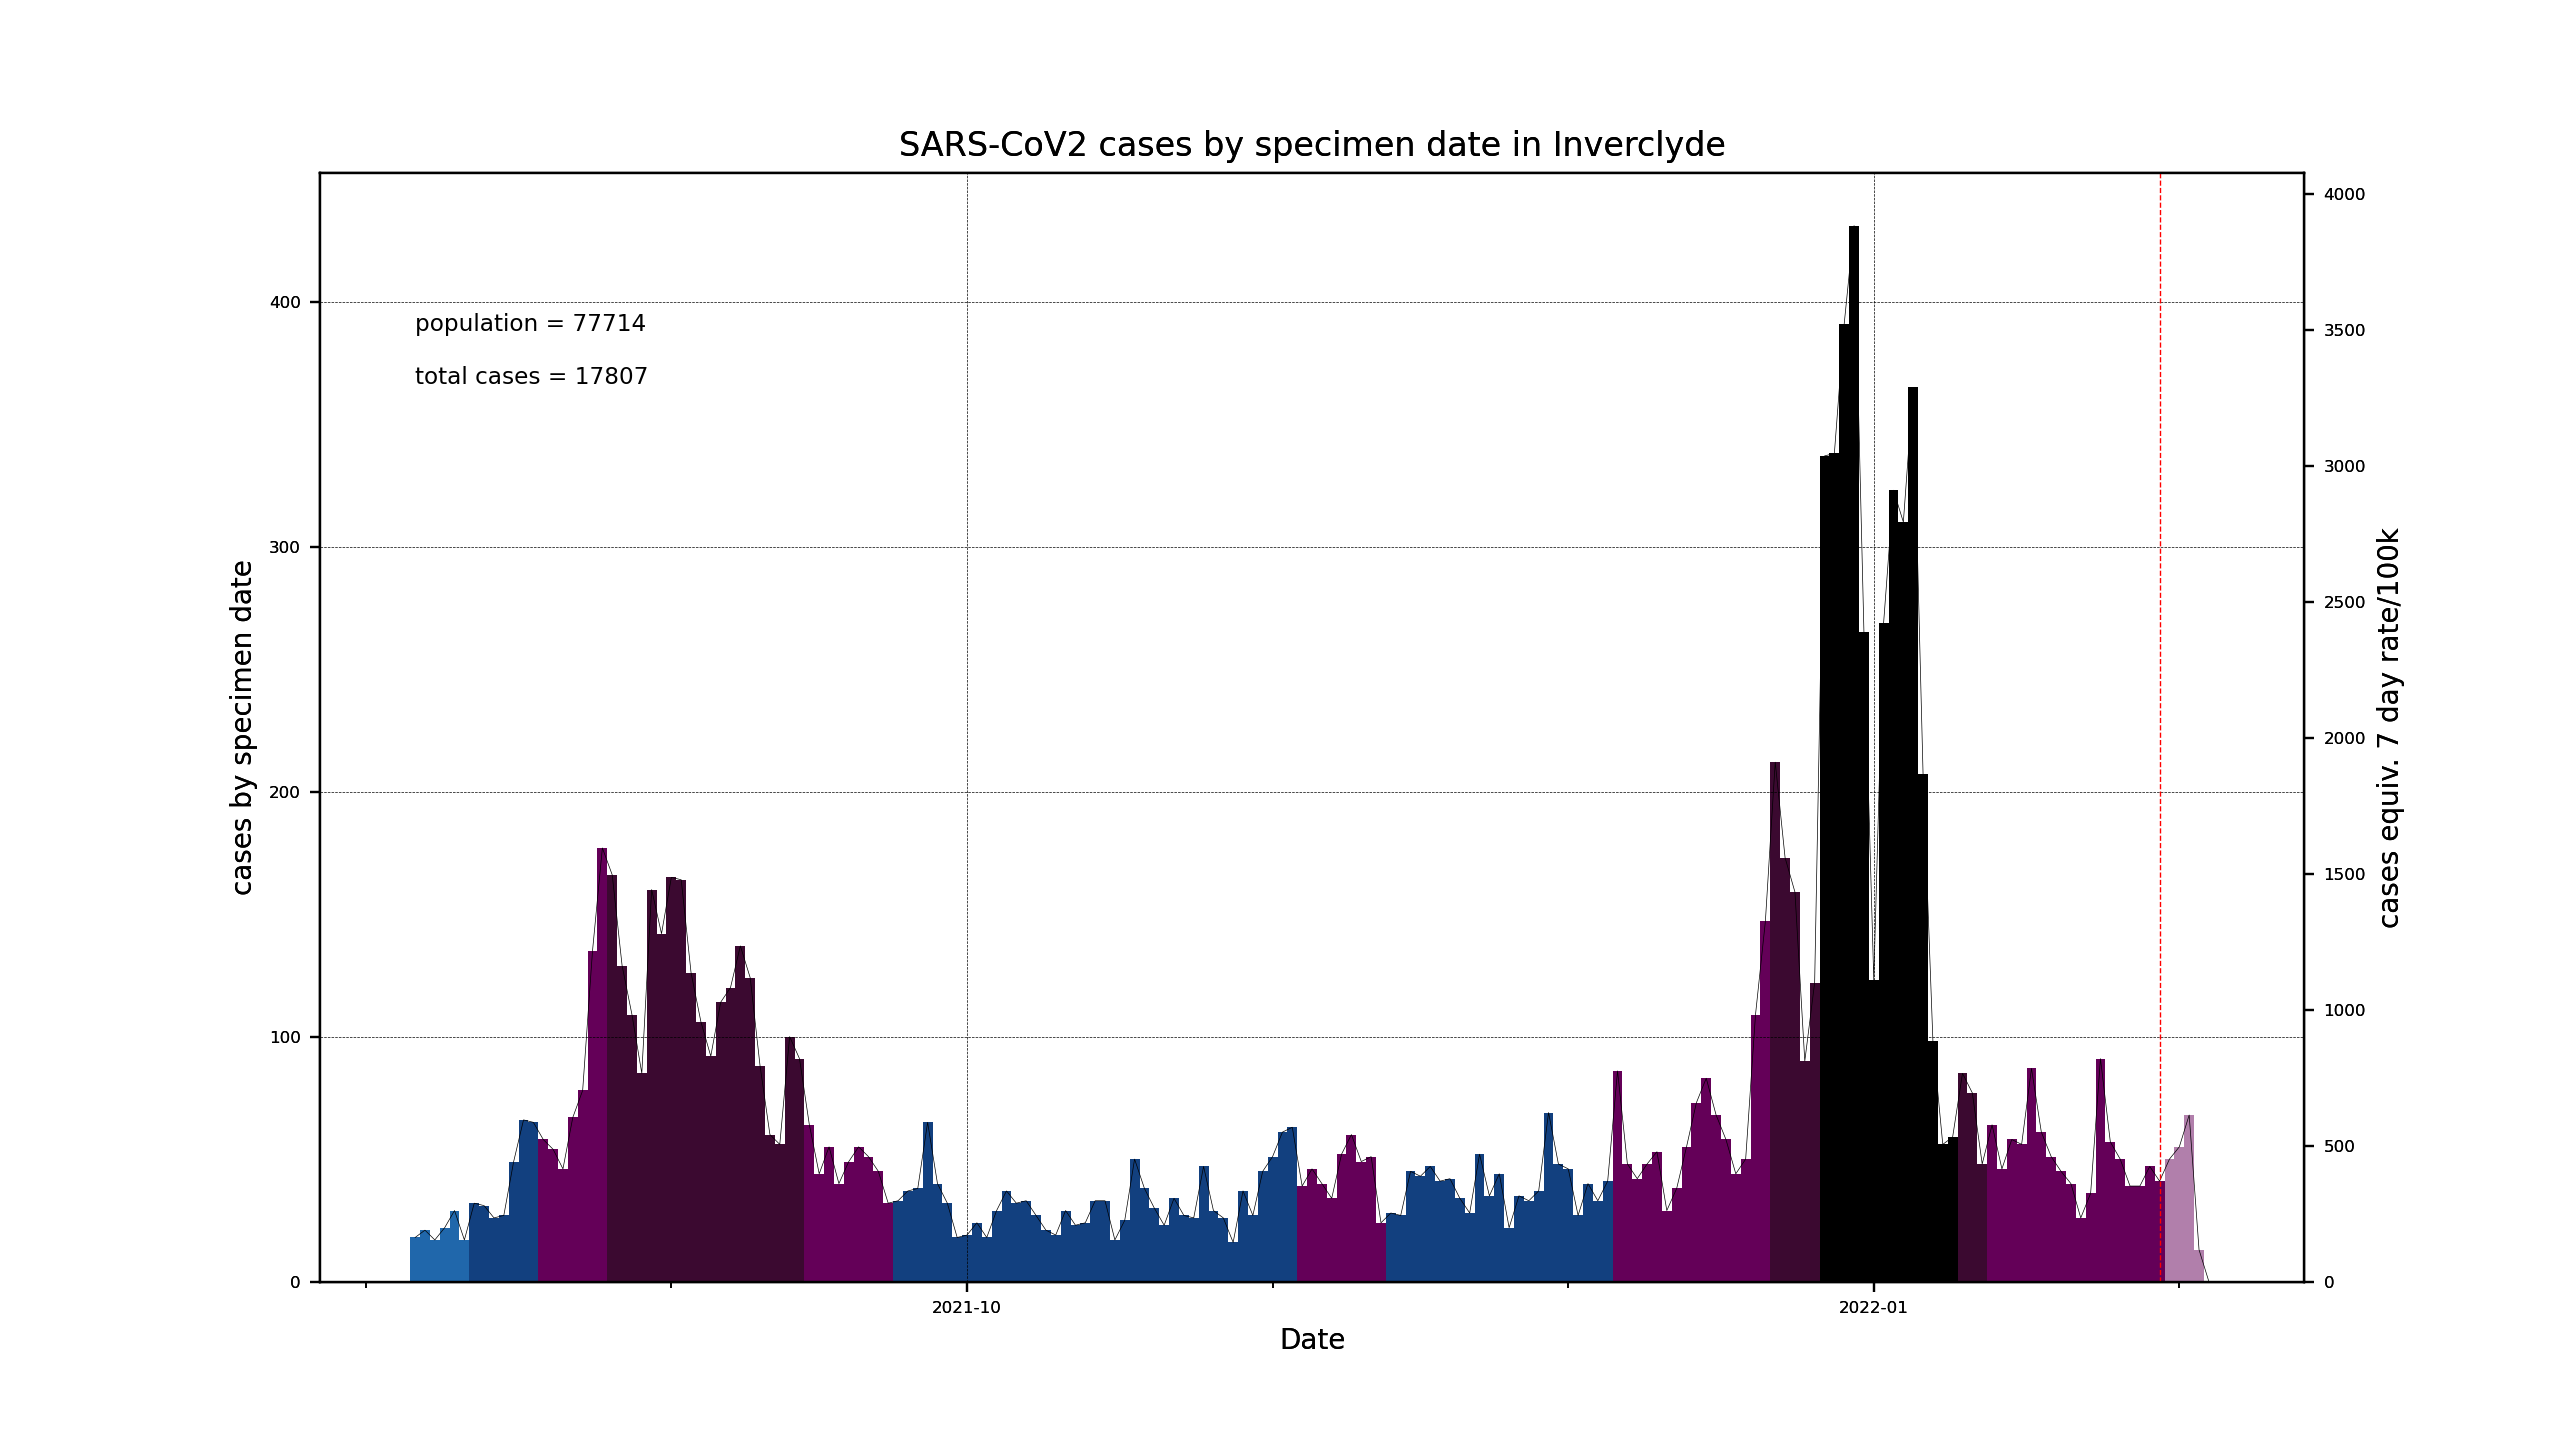 SARS-CoV2 cases by specimen date in Inverclyde
population = 77714
total cases = 17807
cases by specimen date
400
300
200
100
0
4000
3500
3000
2500
2000
1500
1000
500
0
cases equiv. 7 day rate/100k
2021-10
2022-01
Date